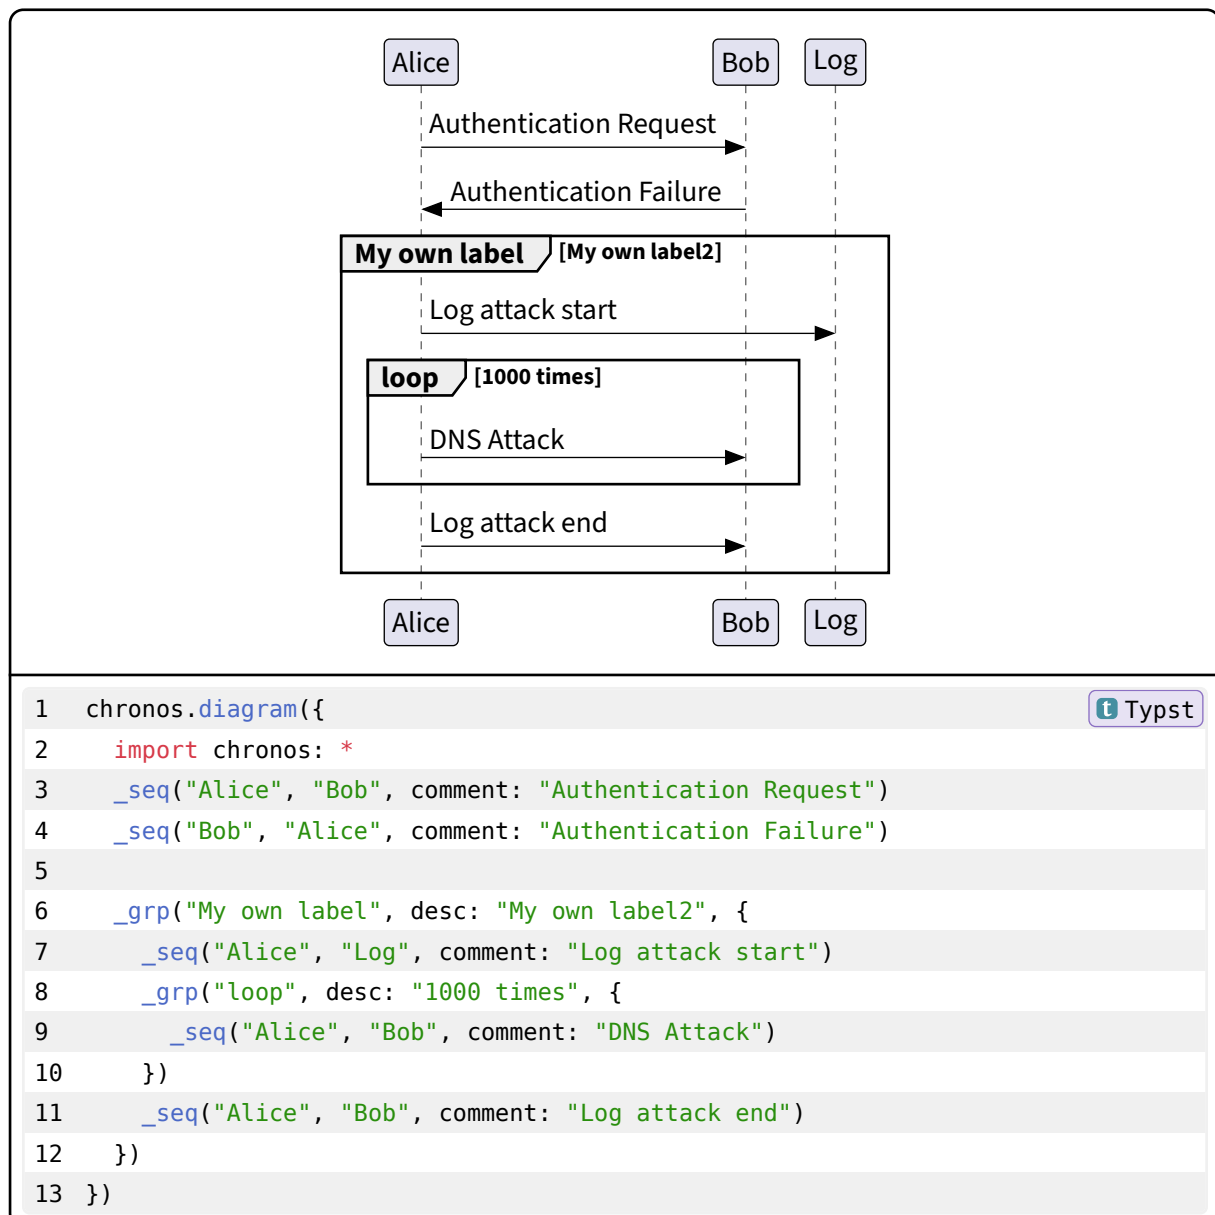 Alice Bob Log
Authentication Request
Authentication Failure
My own label [My own label2]
Log attack start
loop [1000 times]
DNS Attack
Log attack end
Alice Bob Log
1 chronos.diagram({ t Typst
2   import chronos: *
3   _seq("Alice", "Bob", comment: "Authentication Request")
4   _seq("Bob", "Alice", comment: "Authentication Failure")
5
6   _grp("My own label", desc: "My own label2", {
7     _seq("Alice", "Log", comment: "Log attack start")
8     _grp("loop", desc: "1000 times", {
9       _seq("Alice", "Bob", comment: "DNS Attack")
10     })
11     _seq("Alice", "Bob", comment: "Log attack end")
12   })
13 })